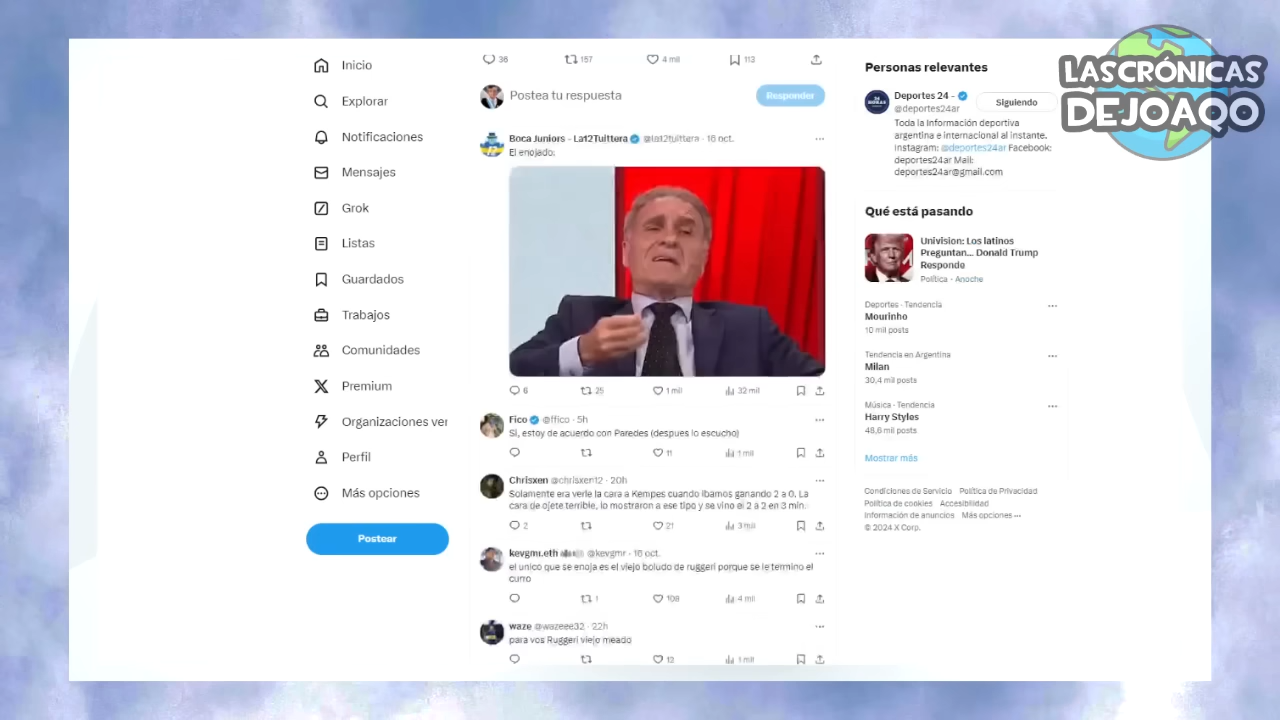 LAS CRÓNICAS
DE JOAQO
Inicio
Explorar
Notificaciones
Mensajes
Grok
Listas
Guardados
Trabajos
Comunidades
Premium
Organizaciones ver
Perfil
Más opciones
Postear
36 157 4 mil 113
Postea tu respuesta
Responder
Boca Juniors - La12Tuittera @la12tuittera · 16 oct.
El enojado:
6 25 1 mil 32 mil
Fico @ffico · 5h
Si, estoy de acuerdo con Paredes (despues lo escucho)
11 1 mil
Chrisxen @chrisxen12 · 20h
Solamente era verle la cara a Kempes cuando ibamos ganando 2 a 0. La
cara de ojete terrible, lo mostraron a ese tipo y se vino el 2 a 2 en 3 min.
2 21 3 mil
kevgmr.eth @kevgmr · 16 oct.
el unico que se enoja es el viejo boludo de ruggeri porque se le termino el
curro
1 108 4 mil
waze @wazeee32 · 22h
para vos Ruggeri viejo meado
12 1 mil
Personas relevantes
Deportes 24 -
@deportes24ar
Siguiendo
Toda la Información deportiva
argentina e internacional al instante.
Instagram: @deportes24ar Facebook:
deportes24ar Mail:
deportes24ar@gmail.com
Qué está pasando
Univision: Los latinos
Preguntan... Donald Trump
Responde
Política · Anoche
Deportes · Tendencia
Mourinho
10 mil posts
Tendencia en Argentina
Milan
30,4 mil posts
Música · Tendencia
Harry Styles
48,6 mil posts
Mostrar más
Condiciones de Servicio Política de Privacidad
Política de cookies Accesibilidad
Información de anuncios Más opciones ···
© 2024 X Corp.